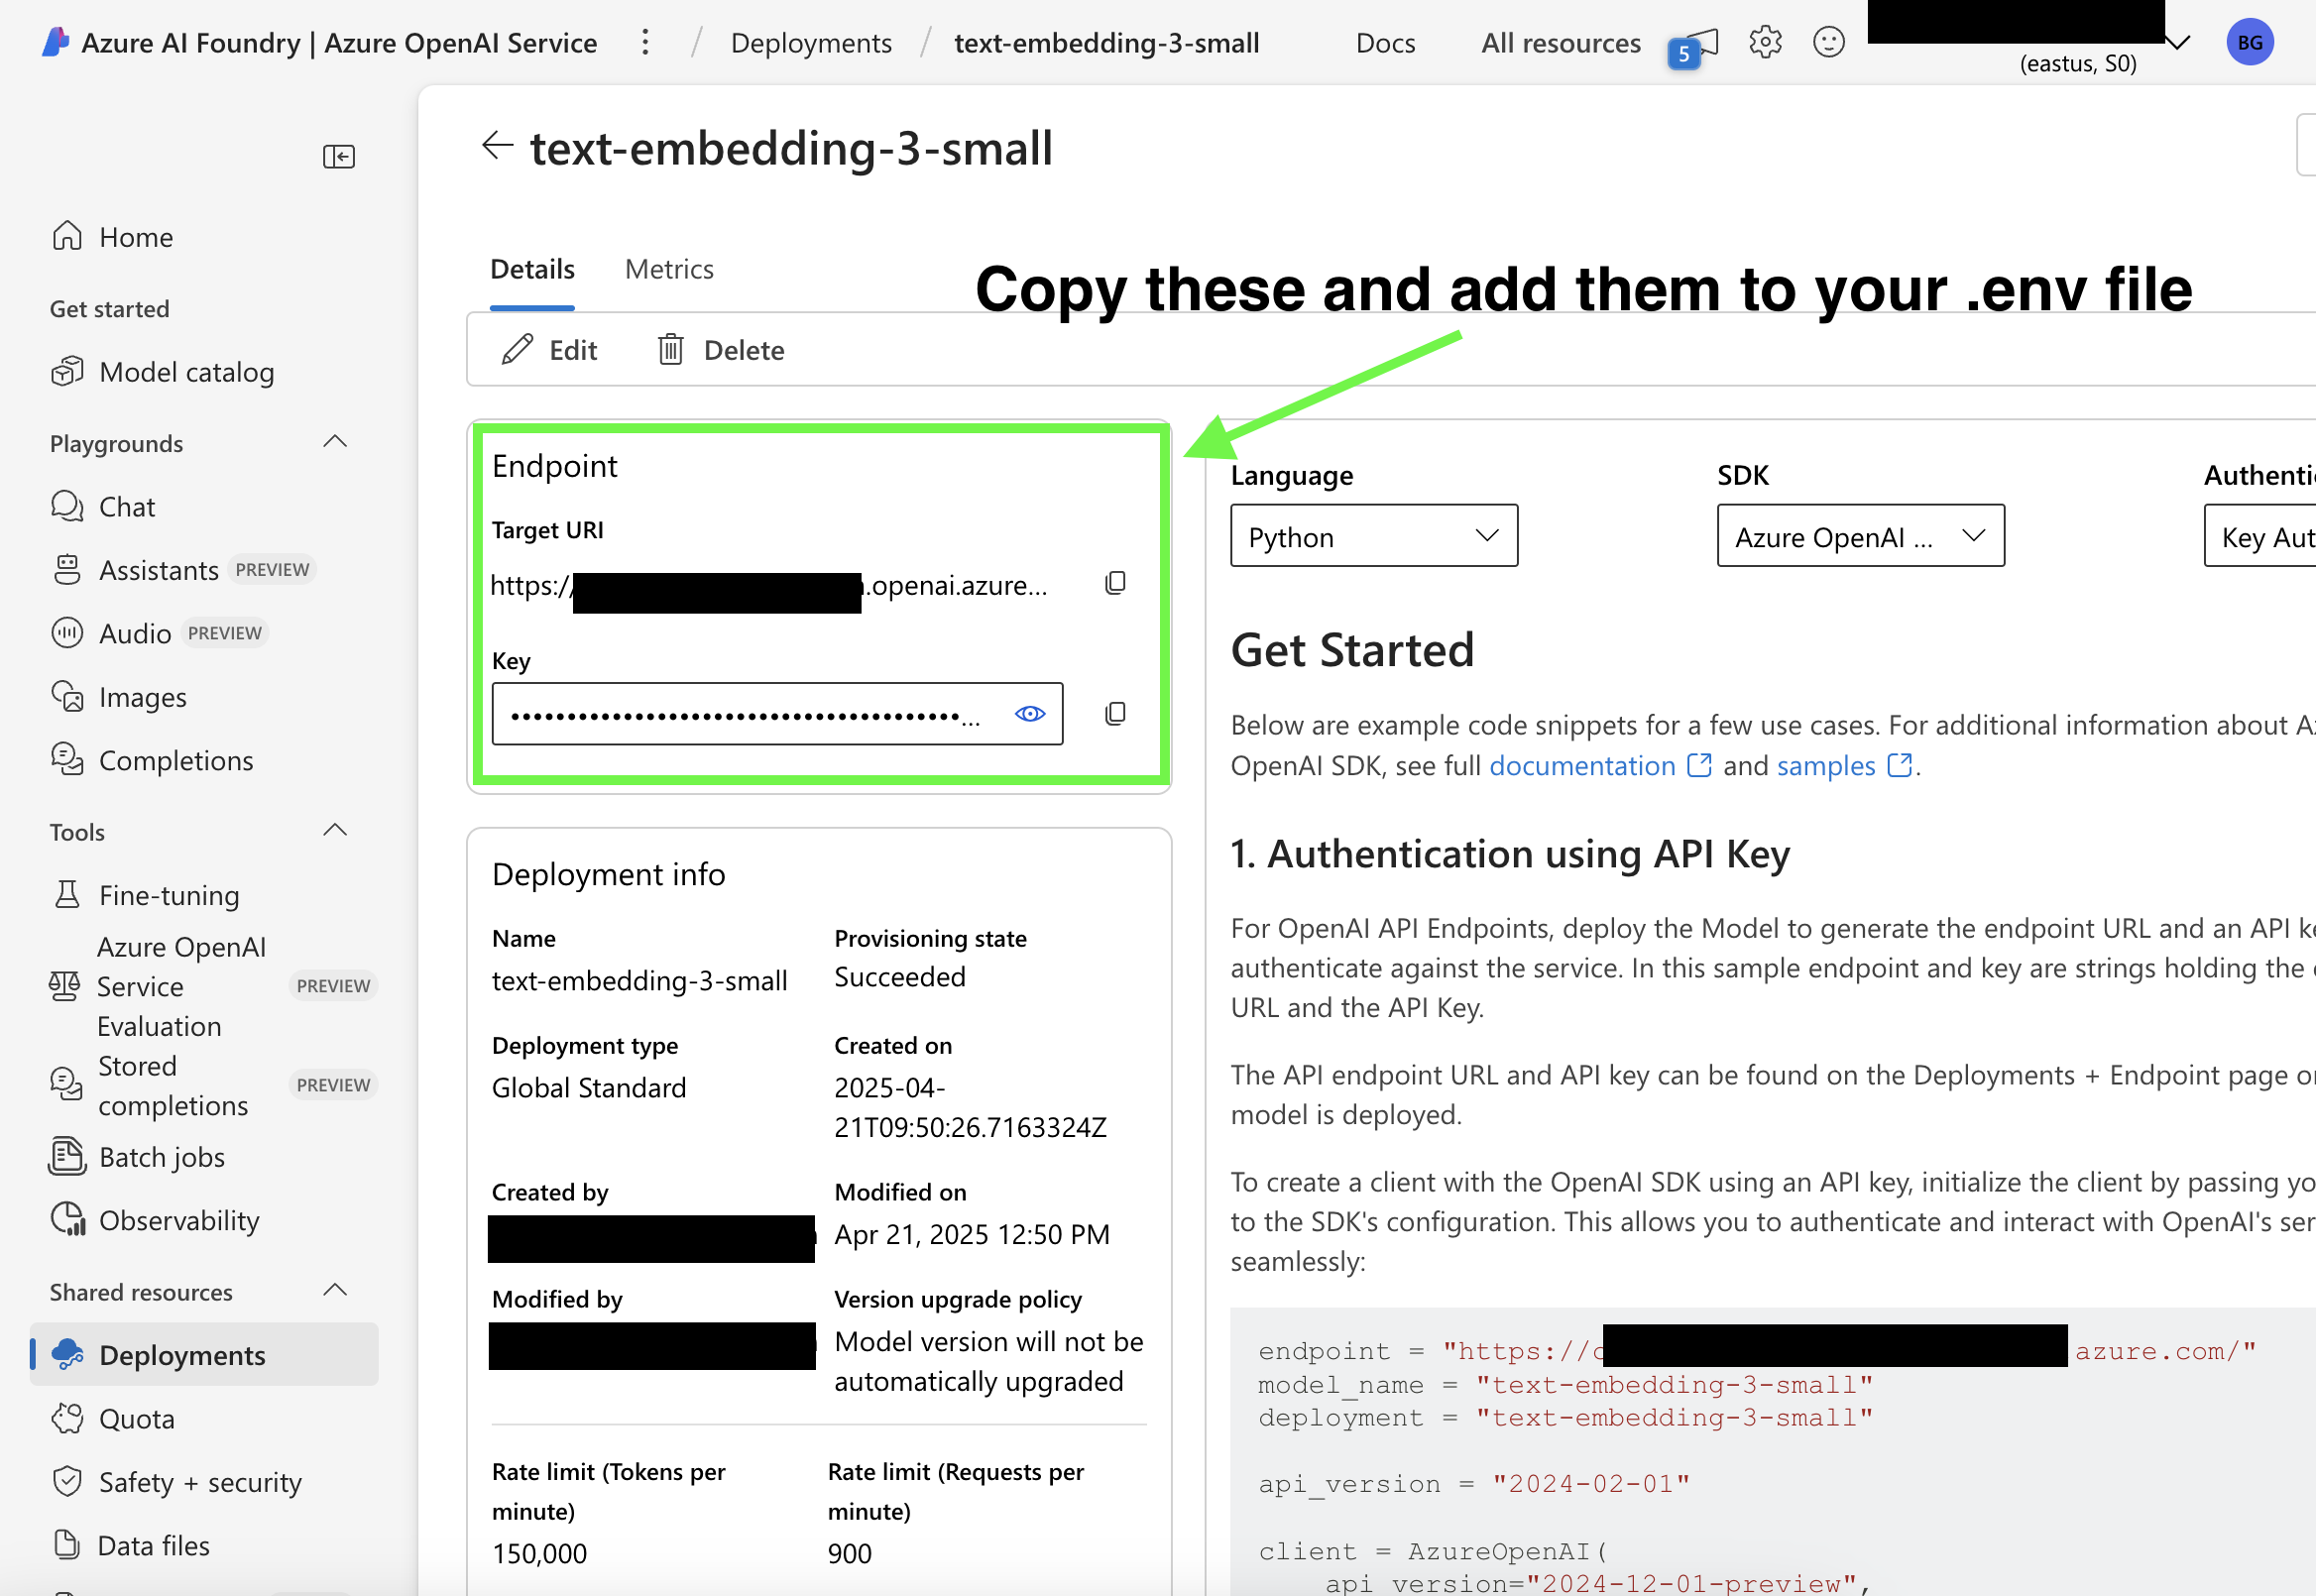 Azure AI Foundry | Azure OpenAI Service
/ Deployments / text-embedding-3-small
Docs
All resources
5
(eastus, S0)
BG
Home
Get started
Model catalog
Playgrounds
Chat
Assistants PREVIEW
Audio PREVIEW
Images
Completions
Tools
Fine-tuning
Azure OpenAI
Service PREVIEW
Evaluation
Stored
completions PREVIEW
Batch jobs
Observability
Shared resources
Deployments
Quota
Safety + security
Data files
text-embedding-3-small
Details Metrics
Copy these and add them to your .env file
Edit Delete
Endpoint
Target URI
https:/ .openai.azure...
Key
••••••••••••••••••••••••••••••••••••••••...
Deployment info
Name
text-embedding-3-small
Provisioning state
Succeeded
Deployment type
Global Standard
Created on
2025-04-
21T09:50:26.7163324Z
Created by
Modified on
Apr 21, 2025 12:50 PM
Modified by
Version upgrade policy
Model version will not be
automatically upgraded
Rate limit (Tokens per
minute)
150,000
Rate limit (Requests per
minute)
900
Language
Python
SDK
Azure OpenAI ...
Authenti
Key Aut
Get Started
Below are example code snippets for a few use cases. For additional information about Az
OpenAI SDK, see full documentation and samples .
1. Authentication using API Key
For OpenAI API Endpoints, deploy the Model to generate the endpoint URL and an API ke
authenticate against the service. In this sample endpoint and key are strings holding the e
URL and the API Key.
The API endpoint URL and API key can be found on the Deployments + Endpoint page on
model is deployed.
To create a client with the OpenAI SDK using an API key, initialize the client by passing yo
to the SDK's configuration. This allows you to authenticate and interact with OpenAI's ser
seamlessly:
endpoint = "https://c azure.com/"
model_name = "text-embedding-3-small"
deployment = "text-embedding-3-small"
api_version = "2024-02-01"
client = AzureOpenAI(
api_version="2024-12-01-preview",